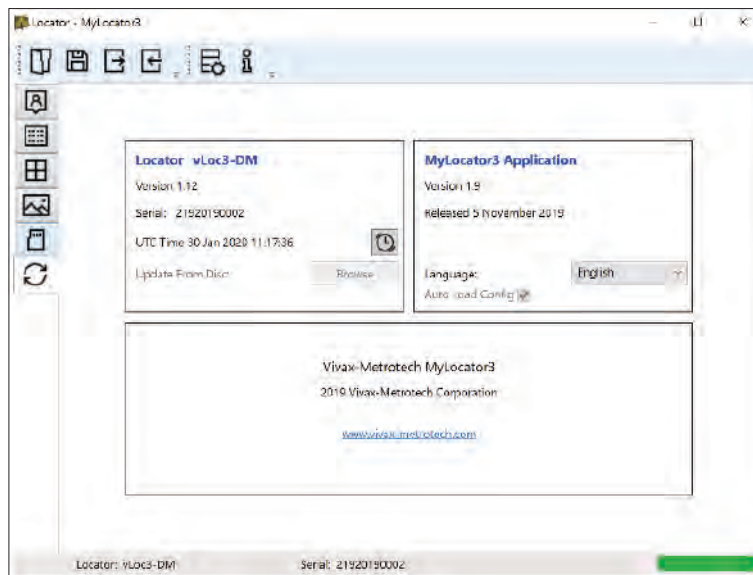 Locator - MyLocator3
Locator vLoc3-DM
Version 1.12
Serial: 21920190002
UTC Time 30 Jan 2020 11:17:36
Update From Disc:
Browse
MyLocator3 Application
Version 1.9
Released 5 November 2019
Language:
English
Auto Load Config
Vivax-Metrotech MyLocator3
2019 Vivax-Metrotech Corporation
www.vivax-metrotech.com
Locator: vLoc3-DM
Serial: 21920190002